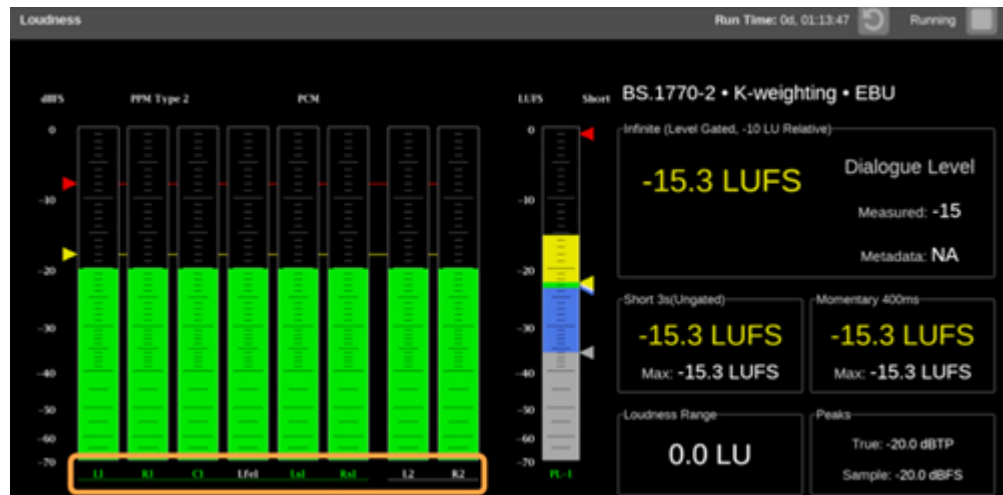 Loudness
Run Time: 0d, 01:13:47
Running
dBFS
PPM Type 2
PCM
LUFS
Short
0
-10
-20
-30
-40
-50
-60
-70
L1 R1 C1 LFe1 Ls1 Rs1 L2 R2
0
-10
-20
-30
-40
-50
-60
-70
PL-1
BS.1770-2 • K-weighting • EBU
Infinite (Level Gated, -10 LU Relative)
-15.3 LUFS
Dialogue Level
Measured: -15
Metadata: NA
Short 3s(Ungated)
-15.3 LUFS
Max: -15.3 LUFS
Momentary 400ms
-15.3 LUFS
Max: -15.3 LUFS
Loudness Range
0.0 LU
Peaks
True: -20.0 dBTP
Sample: -20.0 dBFS